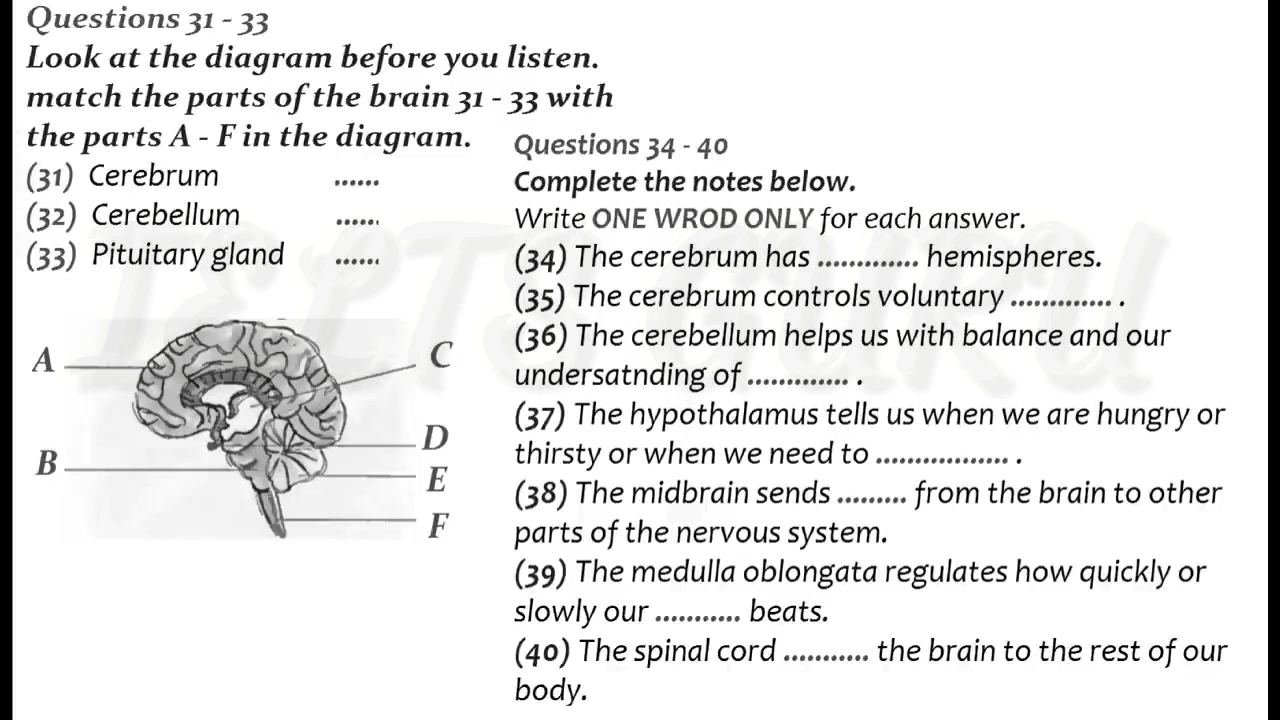 Questions 31 - 33
Look at the diagram before you listen.
match the parts of the brain 31 - 33 with
the parts A - F in the diagram.
(31) Cerebrum ......
(32) Cerebellum ......
(33) Pituitary gland ......
A
B
C
D
E
F
Questions 34 - 40
Complete the notes below.
Write ONE WROD ONLY for each answer.
(34) The cerebrum has ............. hemispheres.
(35) The cerebrum controls voluntary ............. .
(36) The cerebellum helps us with balance and our
undersatnding of ............. .
(37) The hypothalamus tells us when we are hungry or
thirsty or when we need to ................. .
(38) The midbrain sends ......... from the brain to other
parts of the nervous system.
(39) The medulla oblongata regulates how quickly or
slowly our ........... beats.
(40) The spinal cord ........... the brain to the rest of our
body.
IELTS GURU